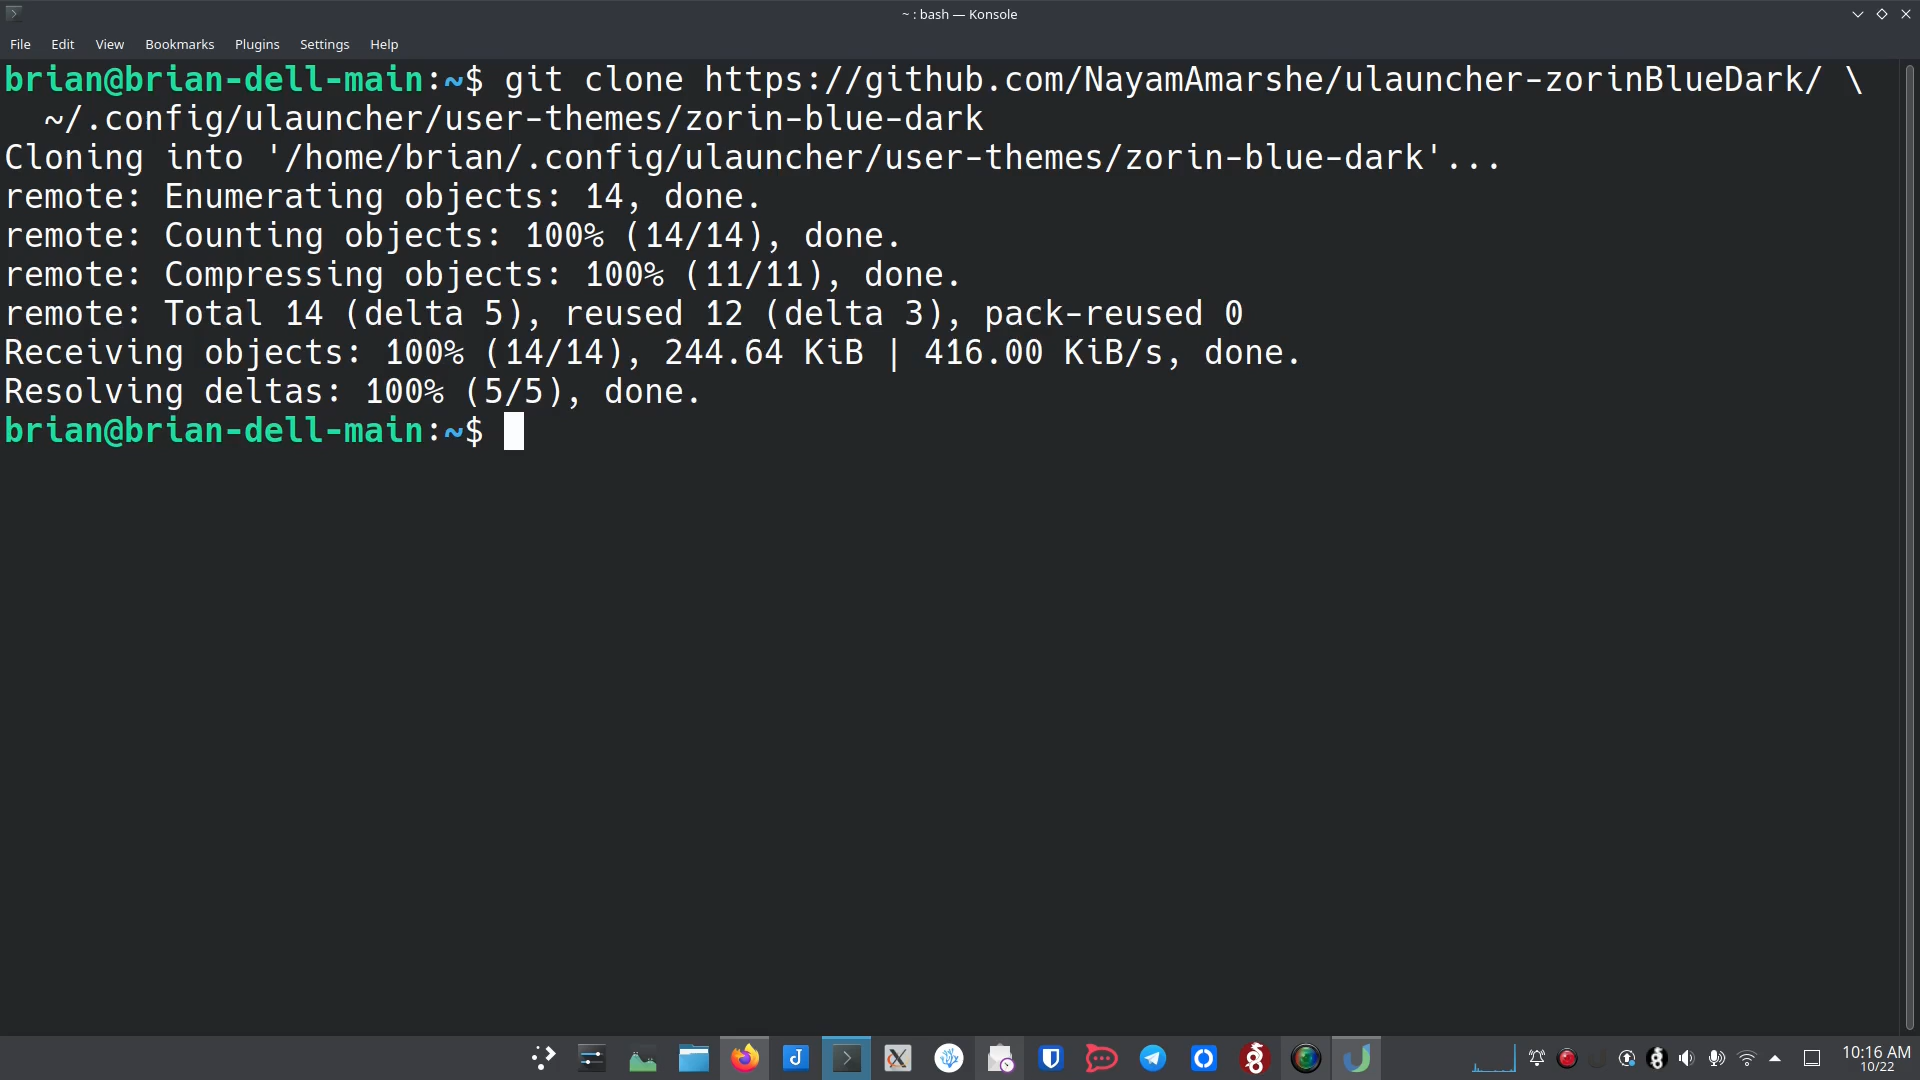 ~ : bash — Konsole
File Edit View Bookmarks Plugins Settings Help
brian@brian-dell-main:~$ git clone https://github.com/NayamAmarshe/ulauncher-zorinBlueDark/ \
~/.config/ulauncher/user-themes/zorin-blue-dark
Cloning into '/home/brian/.config/ulauncher/user-themes/zorin-blue-dark'...
remote: Enumerating objects: 14, done.
remote: Counting objects: 100% (14/14), done.
remote: Compressing objects: 100% (11/11), done.
remote: Total 14 (delta 5), reused 12 (delta 3), pack-reused 0
Receiving objects: 100% (14/14), 244.64 KiB | 416.00 KiB/s, done.
Resolving deltas: 100% (5/5), done.
brian@brian-dell-main:~$
10:16 AM
10/22